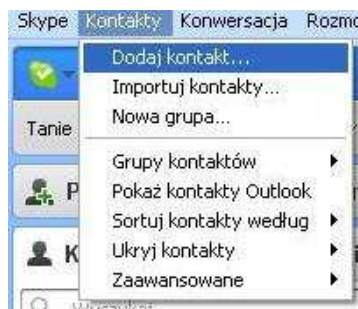 Skype Kontakty Konwersacja
Dodaj kontakt...
Importuj kontakty...
Nowa grupa...
Tanie
Grupy kontaktów
Pokaż kontakty Outlook
Sortuj kontakty według
Ukryj kontakty
Zaawansowane